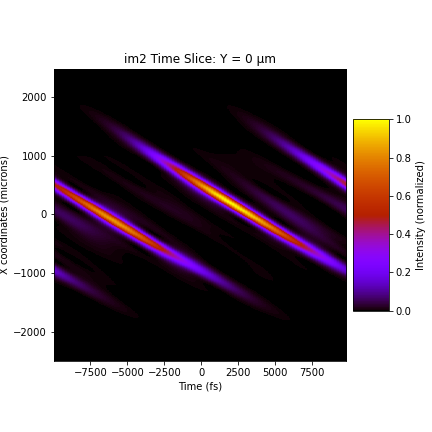 im2 Time Slice: Y = 0 μm
2000
1000
0
−1000
−2000
X coordinates (microns)
−7500 −5000 −2500 0 2500 5000 7500
Time (fs)
1.0
0.8
0.6
0.4
0.2
0.0
Intensity (normalized)